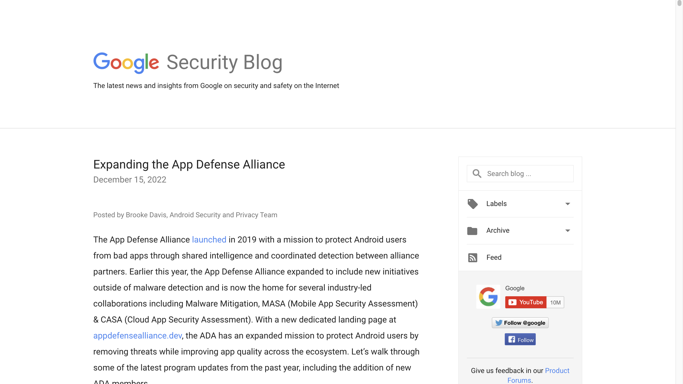 Google Security Blog
The latest news and insights from Google on security and safety on the Internet
Expanding the App Defense Alliance
December 15, 2022
Posted by Brooke Davis, Android Security and Privacy Team
The App Defense Alliance launched in 2019 with a mission to protect Android users
from bad apps through shared intelligence and coordinated detection between alliance
partners. Earlier this year, the App Defense Alliance expanded to include new initiatives
outside of malware detection and is now the home for several industry-led
collaborations including Malware Mitigation, MASA (Mobile App Security Assessment)
& CASA (Cloud App Security Assessment). With a new dedicated landing page at
appdefensealliance.dev, the ADA has an expanded mission to protect Android users by
removing threats while improving app quality across the ecosystem. Let's walk through
some of the latest program updates from the past year, including the addition of new
ADA members.
Search blog ...
Labels
Archive
Feed
Google
YouTube 10M
Follow @google
Follow
Give us feedback in our Product
Forums.